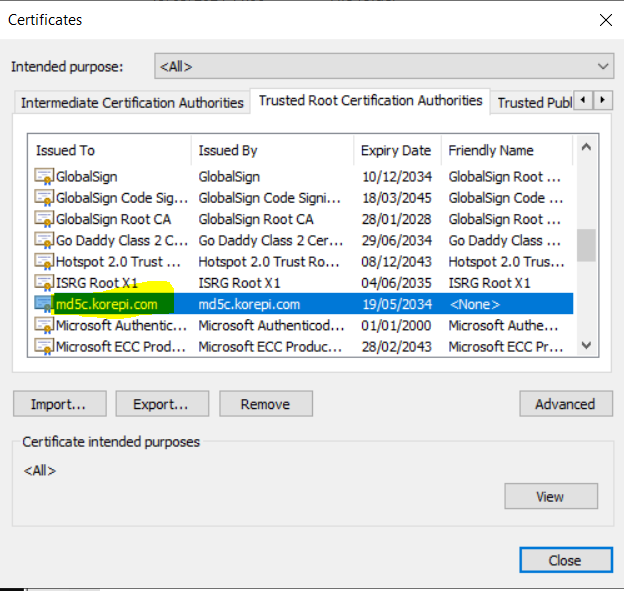 Certificates
Intended purpose: <All>
Intermediate Certification Authorities Trusted Root Certification Authorities Trusted Publ
Issued To Issued By Expiry Date Friendly Name
GlobalSign GlobalSign 10/12/2034 GlobalSign Root ...
GlobalSign Code Sig... GlobalSign Code Signi... 18/03/2045 GlobalSign Code ...
GlobalSign Root CA GlobalSign Root CA 28/01/2028 GlobalSign Root ...
Go Daddy Class 2 C... Go Daddy Class 2 Cer... 29/06/2034 Go Daddy Class ...
Hotspot 2.0 Trust ... Hotspot 2.0 Trust Ro... 08/12/2043 Hotspot 2.0 Trus...
ISRG Root X1 ISRG Root X1 04/06/2035 ISRG Root X1
md5c.korepi.com md5c.korepi.com 19/05/2034 <None>
Microsoft Authentic... Microsoft Authenticod... 01/01/2000 Microsoft Authe...
Microsoft ECC Prod... Microsoft ECC Produc... 28/02/2043 Microsoft ECC Pr...
Import... Export... Remove Advanced
Certificate intended purposes
<All>
View
Close